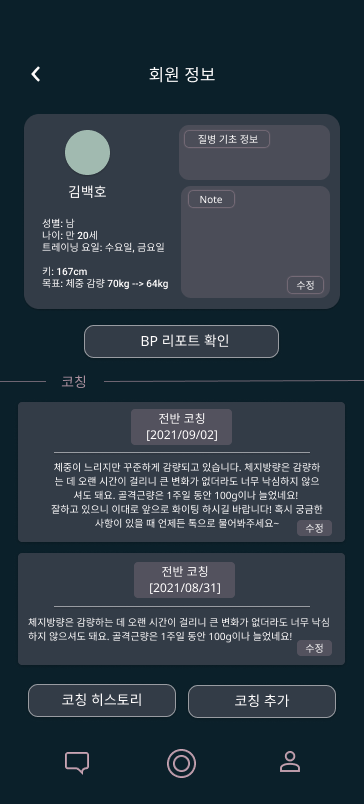 회원 정보
김백호
성별: 남
나이: 만 20세
트레이닝 요일: 수요일, 금요일
키: 167cm
목표: 체중 감량 70kg --> 64kg
질병 기초 정보
Note
수정
BP 리포트 확인
코칭
전반 코칭
[2021/09/02]
체중이 느리지만 꾸준하게 감량되고 있습니다. 체지방량은 감량하
는 데 오랜 시간이 걸리니 큰 변화가 없더라도 너무 낙심하지 않으
셔도 돼요. 골격근량은 1주일 동안 100g이나 늘었네요!
잘하고 있으니 이대로 앞으로 화이팅 하시길 바랍니다! 혹시 궁금한
사항이 있을 때 언제든 톡으로 물어봐주세요~
수정
전반 코칭
[2021/08/31]
체지방량은 감량하는 데 오랜 시간이 걸리니 큰 변화가 없더라도 너무 낙심
하지 않으셔도 돼요. 골격근량은 1주일 동안 100g이나 늘었네요!
수정
코칭 히스토리
코칭 추가